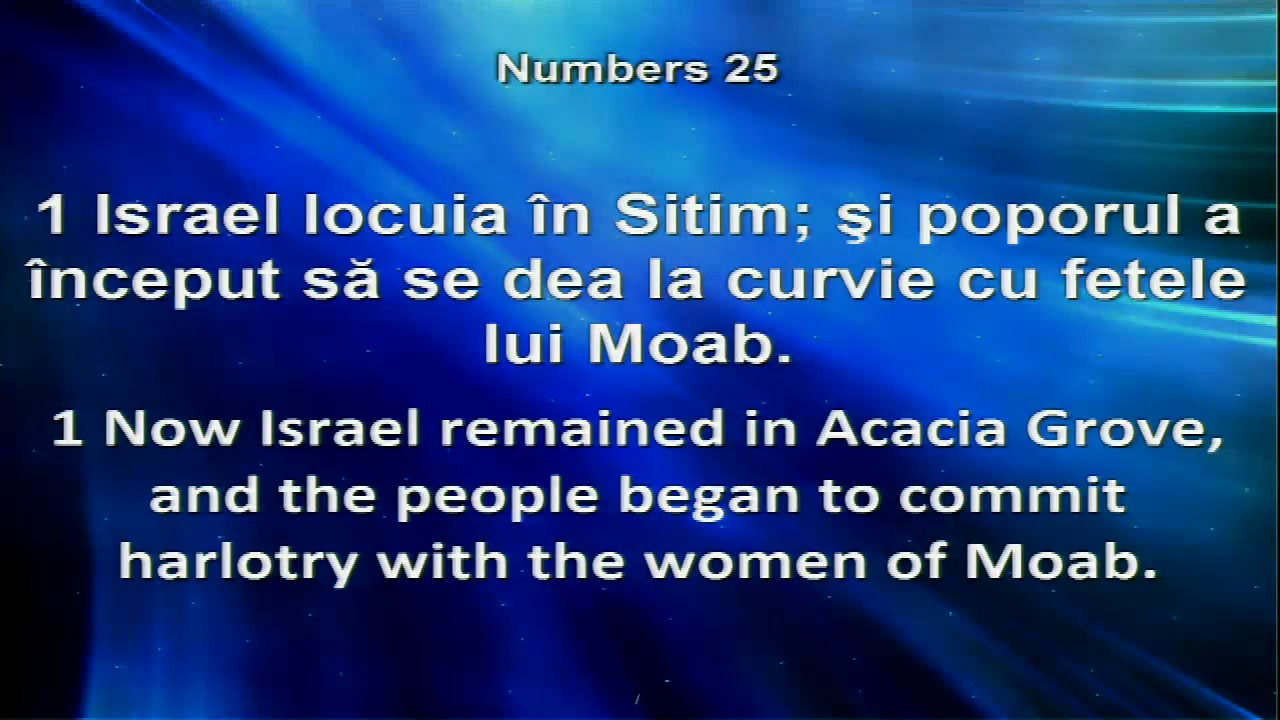 Numbers 25
1 Israel locuia în Sitim; şi poporul a
început să se dea la curvie cu fetele
lui Moab.
1 Now Israel remained in Acacia Grove,
and the people began to commit
harlotry with the women of Moab.